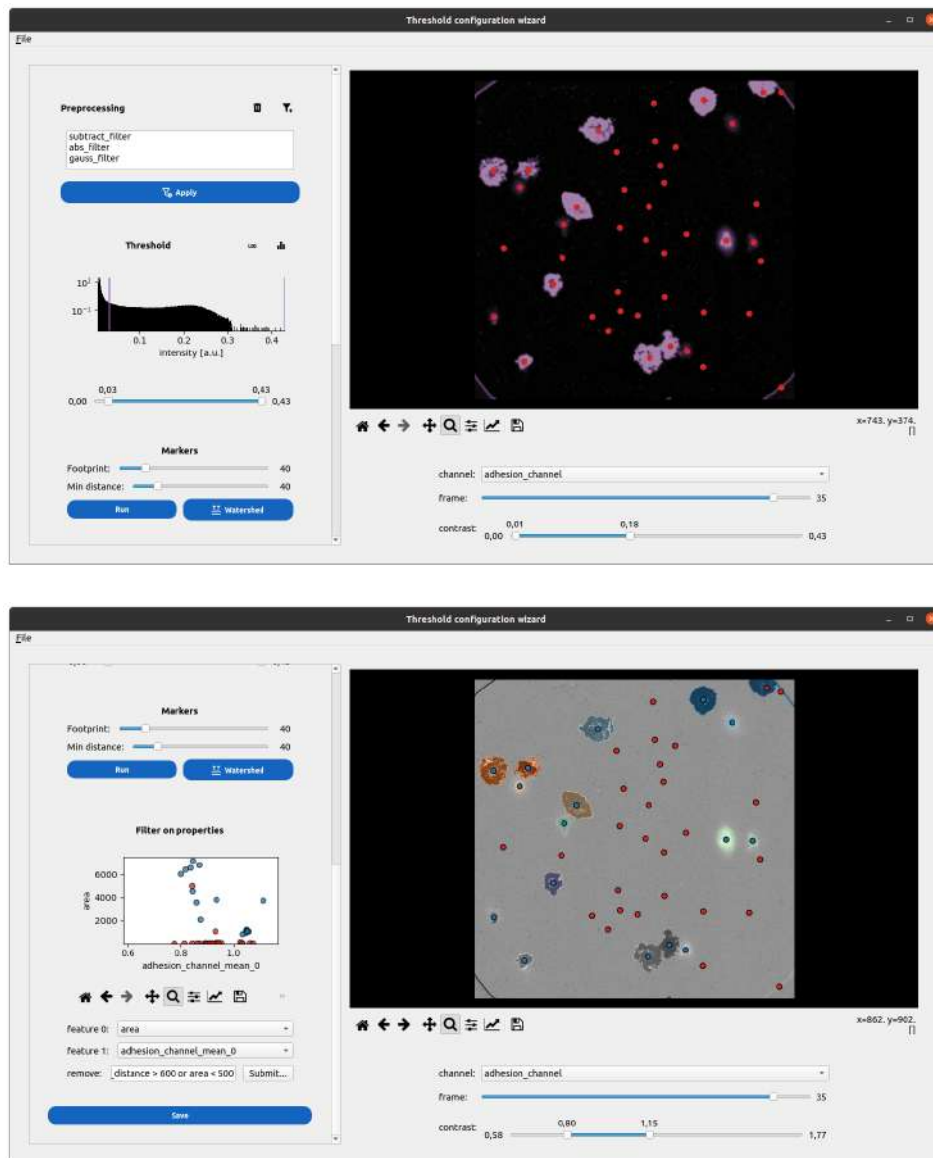 Threshold configuration wizard
File
Preprocessing
subtract_filter
abs_filter
gauss_filter
Apply
Threshold
LOG
10¹
10⁻¹
0.1 0.2 0.3 0.4
intensity [a.u.]
0,03 0,43
0,00 0,43
Markers
Footprint: 40
Min distance: 40
Run Watershed
x=743. y=374.
[]
channel: adhesion_channel
frame: 35
contrast: 0,01 0,18
0,00 0,43
Threshold configuration wizard
File
Markers
Footprint: 40
Min distance: 40
Run Watershed
Filter on properties
area
6000
4000
2000
0.6 0.8 1.0
adhesion_channel_mean_0
feature 0: area
feature 1: adhesion_channel_mean_0
remove: _distance > 600 or area < 500 Submit...
Save
x=862. y=902.
[]
channel: adhesion_channel
frame: 35
contrast: 0,80 1,15
0,58 1,77